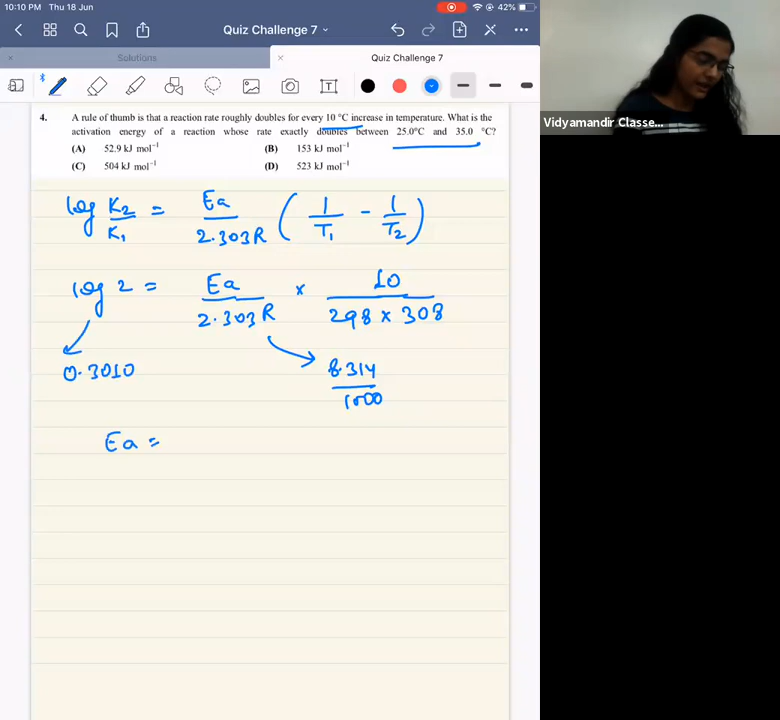 10:10 PM Thu 18 Jun 42%
Quiz Challenge 7
Solutions
Quiz Challenge 7
T
4. A rule of thumb is that a reaction rate roughly doubles for every 10 °C increase in temperature. What is the
activation energy of a reaction whose rate exactly doubles between 25.0°C and 35.0 °C?
(A) 52.9 kJ mol⁻¹ (B) 153 kJ mol⁻¹
(C) 504 kJ mol⁻¹ (D) 523 kJ mol⁻¹
log K2/K1 = Ea/2.303R (1/T1 - 1/T2)
log 2 = Ea/2.303R × 10/298 × 308
0.3010
8.314/1000
Ea =
Vidyamandir Classe...